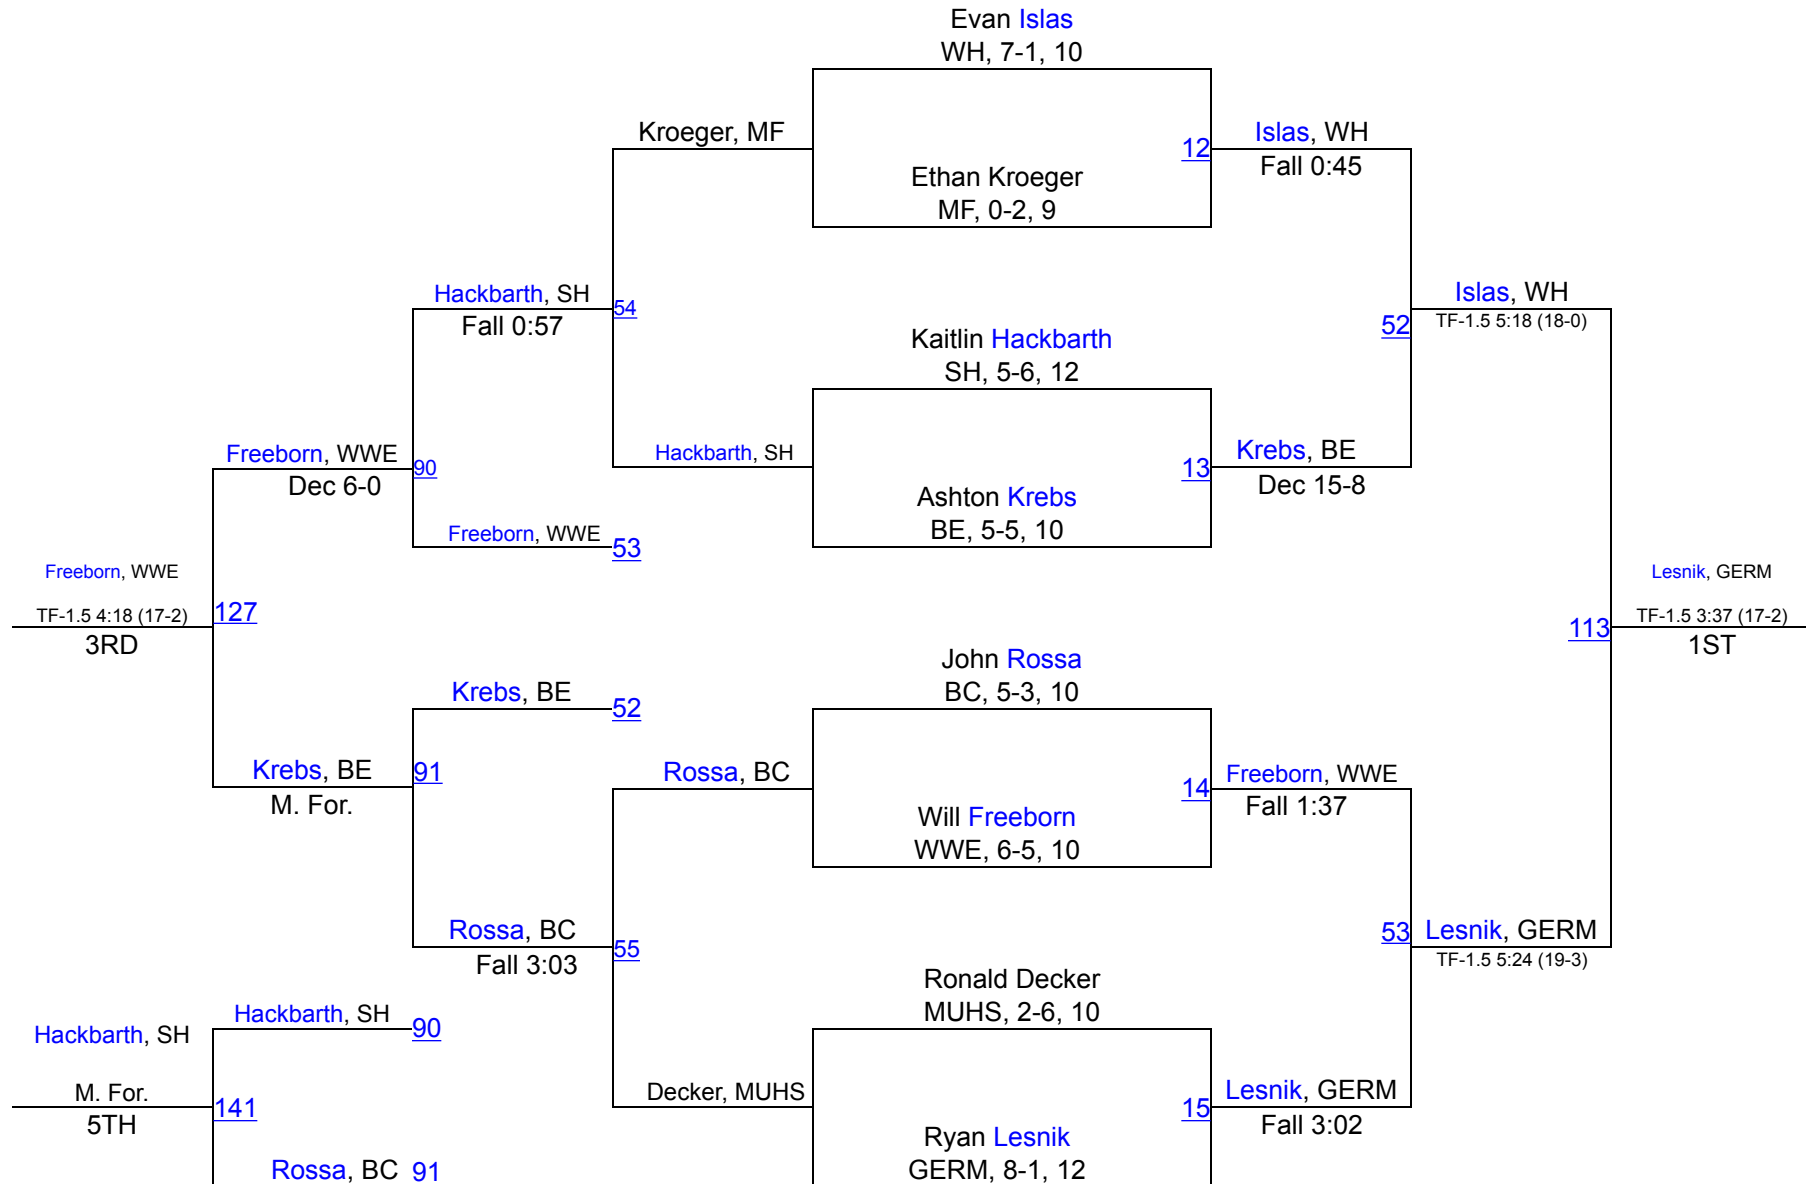 Evan Islas
WH, 7-1, 10
Kroeger, MF
12
Islas, WH
Fall 0:45
Ethan Kroeger
MF, 0-2, 9
Hackbarth, SH
Fall 0:57
54
Islas, WH
TF-1.5 5:18 (18-0)
52
Kaitlin Hackbarth
SH, 5-6, 12
Freeborn, WWE
Dec 6-0
90
Hackbarth, SH
13
Krebs, BE
Dec 15-8
Ashton Krebs
BE, 5-5, 10
Freeborn, WWE
53
Freeborn, WWE
TF-1.5 4:18 (17-2)
3RD
127
Lesnik, GERM
TF-1.5 3:37 (17-2)
1ST
113
John Rossa
BC, 5-3, 10
Krebs, BE
52
Krebs, BE
M. For.
91
Rossa, BC
14
Freeborn, WWE
Fall 1:37
Will Freeborn
WWE, 6-5, 10
Rossa, BC
Fall 3:03
55
53
Lesnik, GERM
TF-1.5 5:24 (19-3)
Ronald Decker
MUHS, 2-6, 10
Hackbarth, SH
90
Hackbarth, SH
M. For.
5TH
141
Decker, MUHS
15
Lesnik, GERM
Fall 3:02
Ryan Lesnik
GERM, 8-1, 12
Rossa, BC
91